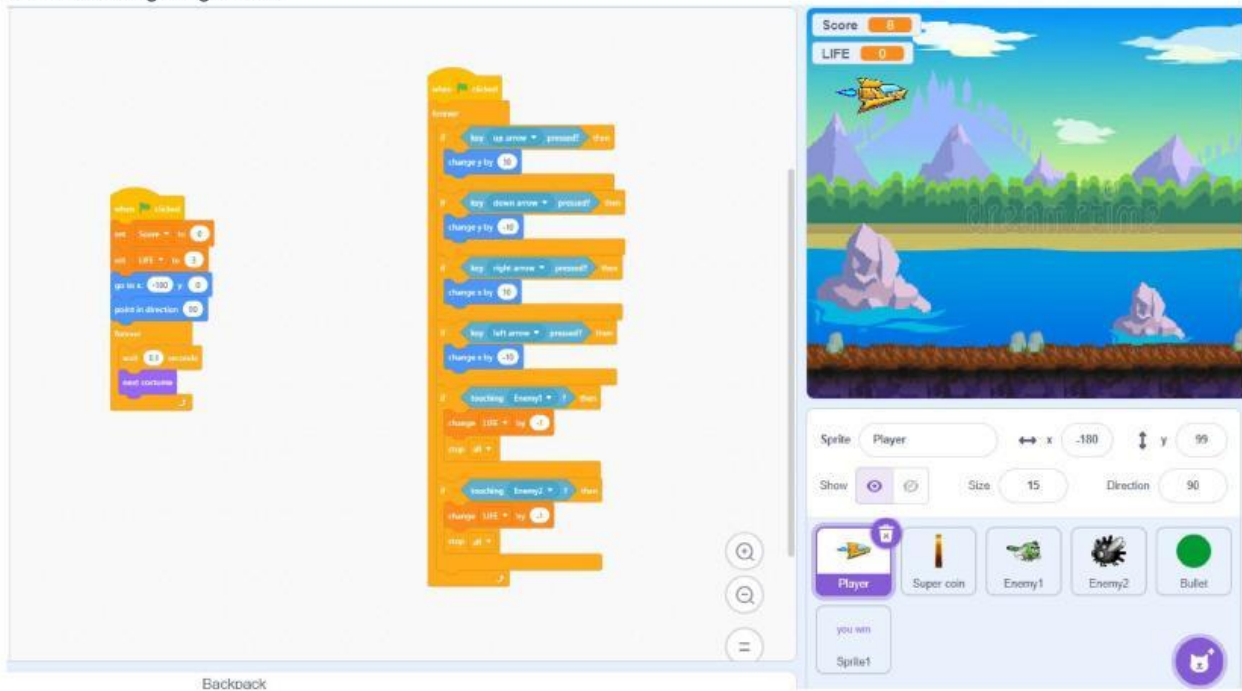 when clicked
set Score to 0
set LIFE to 3
go to x: -180 y: 0
point in direction 90
forever
wait 0.1 seconds
next costume
when clicked
forever
if key up arrow pressed? then
change y by 10
if key down arrow pressed? then
change y by -10
if key right arrow pressed? then
change x by 10
if key left arrow pressed? then
change x by -10
if touching Enemy1 ? then
change LIFE by -1
stop all
if touching Enemy2 ? then
change LIFE by -1
stop all
Backpack
Score
LIFE 0
dreamstime
Sprite Player x -180 y 99
Show Size 15 Direction 90
Player Super coin Enemy1 Enemy2 Bullet
you win
Sprite1